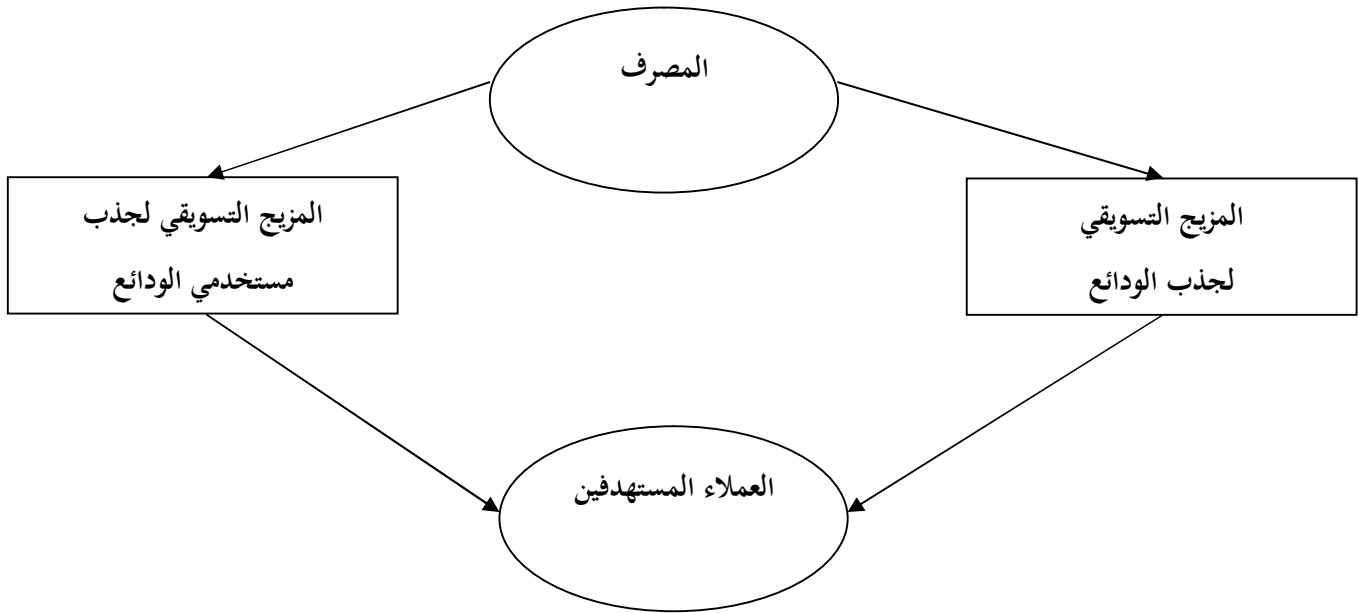 المصرف
المزيج التسويقي
لجذب الودائع
المزيج التسويقي لجذب
مستخدمي الودائع
العملاء المستهدفين